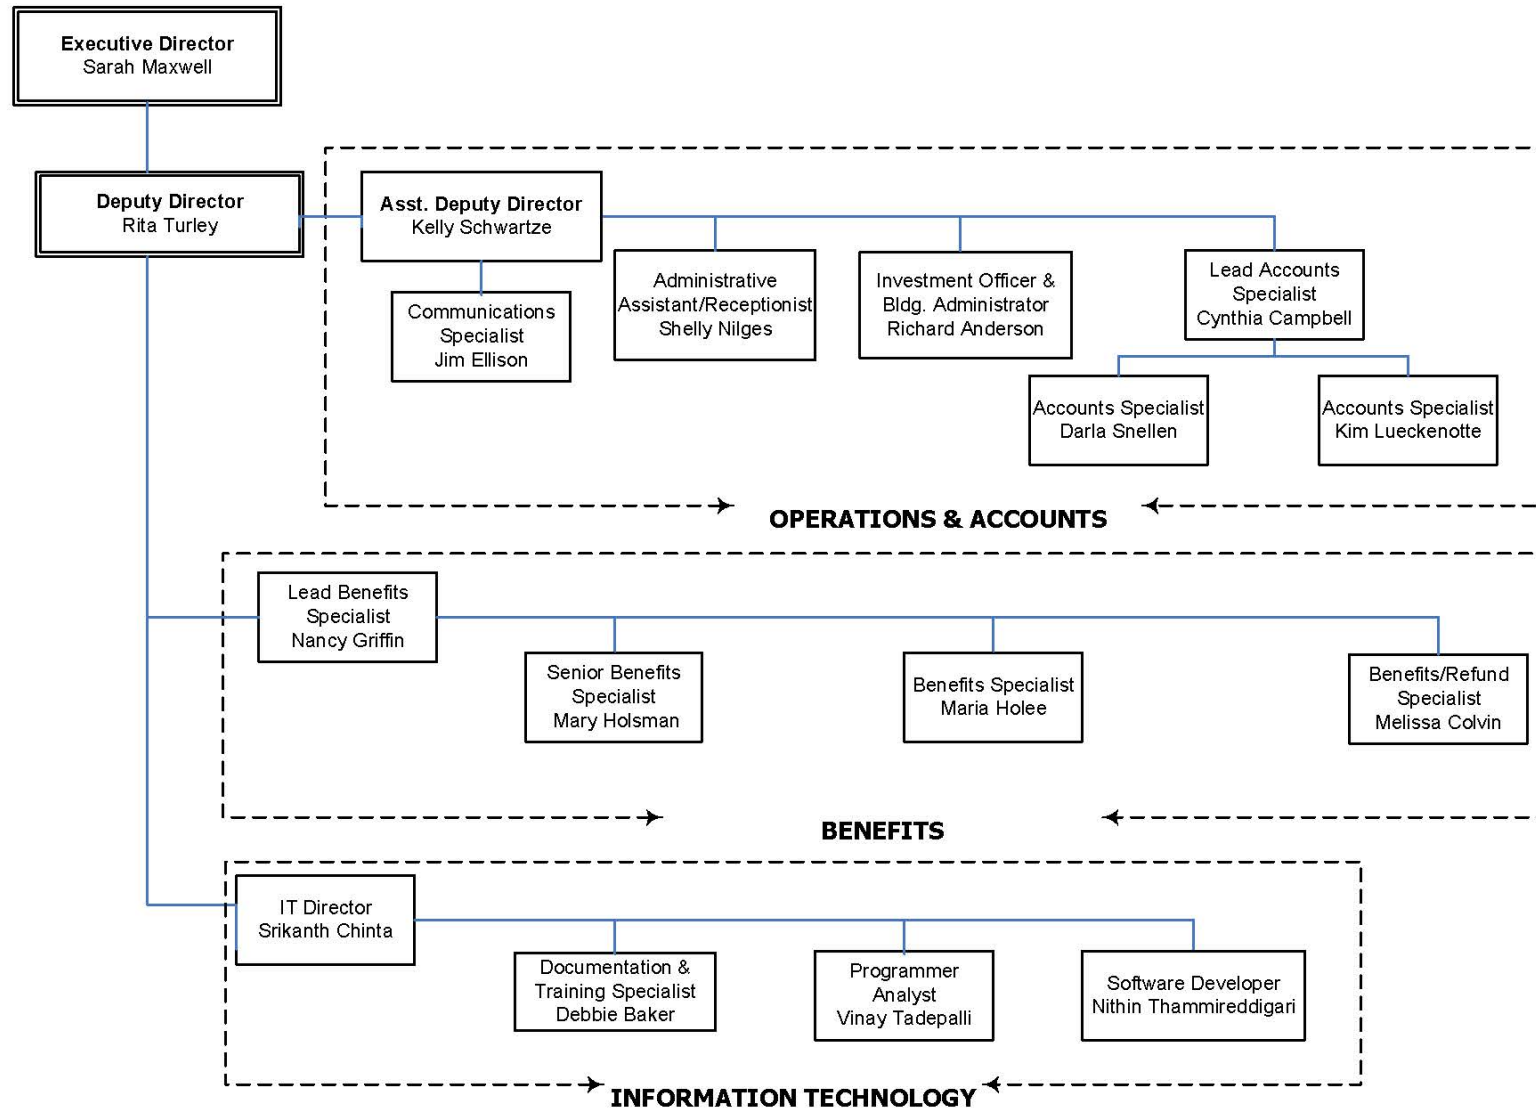 Executive Director
Sarah Maxwell
Deputy Director
Rita Turley
Asst. Deputy Director
Kelly Schwartze
Communications
Specialist
Jim Ellison
Administrative
Assistant/Receptionist
Shelly Nilges
Investment Officer &
Bldg. Administrator
Richard Anderson
Lead Accounts
Specialist
Cynthia Campbell
Accounts Specialist
Darla Snellen
Accounts Specialist
Kim Lueckenotte
OPERATIONS & ACCOUNTS
Lead Benefits
Specialist
Nancy Griffin
Senior Benefits
Specialist
Mary Holsman
Benefits Specialist
Maria Holee
Benefits/Refund
Specialist
Melissa Colvin
BENEFITS
IT Director
Srikanth Chinta
Documentation &
Training Specialist
Debbie Baker
Programmer
Analyst
Vinay Tadepalli
Software Developer
Nithin Thammireddigari
INFORMATION TECHNOLOGY